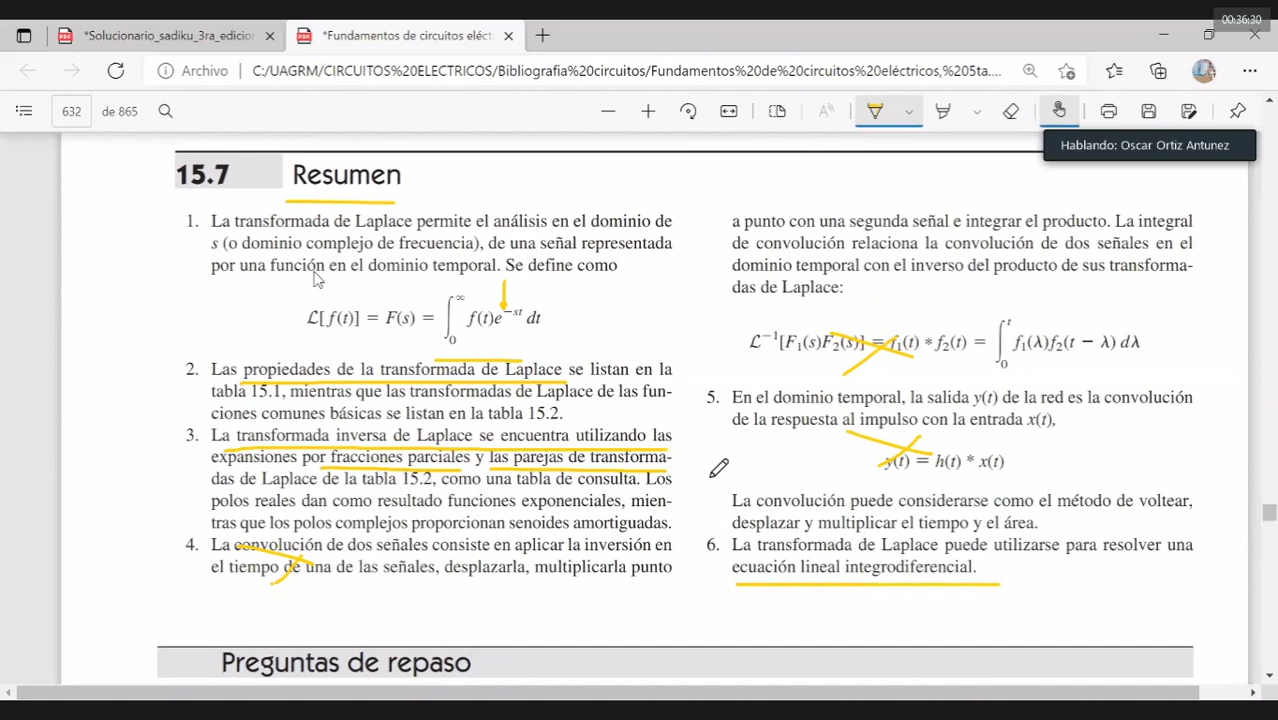 00:36:30
*Solucionario_sadiku_3ra_edicion
*Fundamentos de circuitos eléct
Archivo
C:/UAGRM/CIRCUITOS%20ELECTRICOS/Bibliografia%20circuitos/Fundamentos%20de%20circuitos%20eléctricos,%205ta....
632 de 865
Hablando: Oscar Ortiz Antunez
15.7 Resumen
1. La transformada de Laplace permite el análisis en el dominio de
s (o dominio complejo de frecuencia), de una señal representada
por una función en el dominio temporal. Se define como
ℒ[f(t)] = F(s) = ∫₀^∞ f(t)e^−st dt
2. Las propiedades de la transformada de Laplace se listan en la
tabla 15.1, mientras que las transformadas de Laplace de las fun-
ciones comunes básicas se listan en la tabla 15.2.
3. La transformada inversa de Laplace se encuentra utilizando las
expansiones por fracciones parciales y las parejas de transforma-
das de Laplace de la tabla 15.2, como una tabla de consulta. Los
polos reales dan como resultado funciones exponenciales, mien-
tras que los polos complejos proporcionan senoides amortiguadas.
4. La convolución de dos señales consiste en aplicar la inversión en
el tiempo de una de las señales, desplazarla, multiplicarla punto
a punto con una segunda señal e integrar el producto. La integral
de convolución relaciona la convolución de dos señales en el
dominio temporal con el inverso del producto de sus transforma-
das de Laplace:
ℒ⁻¹[F₁(s)F₂(s)] = f₁(t) * f₂(t) = ∫₀^t f₁(λ)f₂(t − λ) dλ
5. En el dominio temporal, la salida y(t) de la red es la convolución
de la respuesta al impulso con la entrada x(t),
y(t) = h(t) * x(t)
La convolución puede considerarse como el método de voltear,
desplazar y multiplicar el tiempo y el área.
6. La transformada de Laplace puede utilizarse para resolver una
ecuación lineal integrodiferencial.
Preguntas de repaso